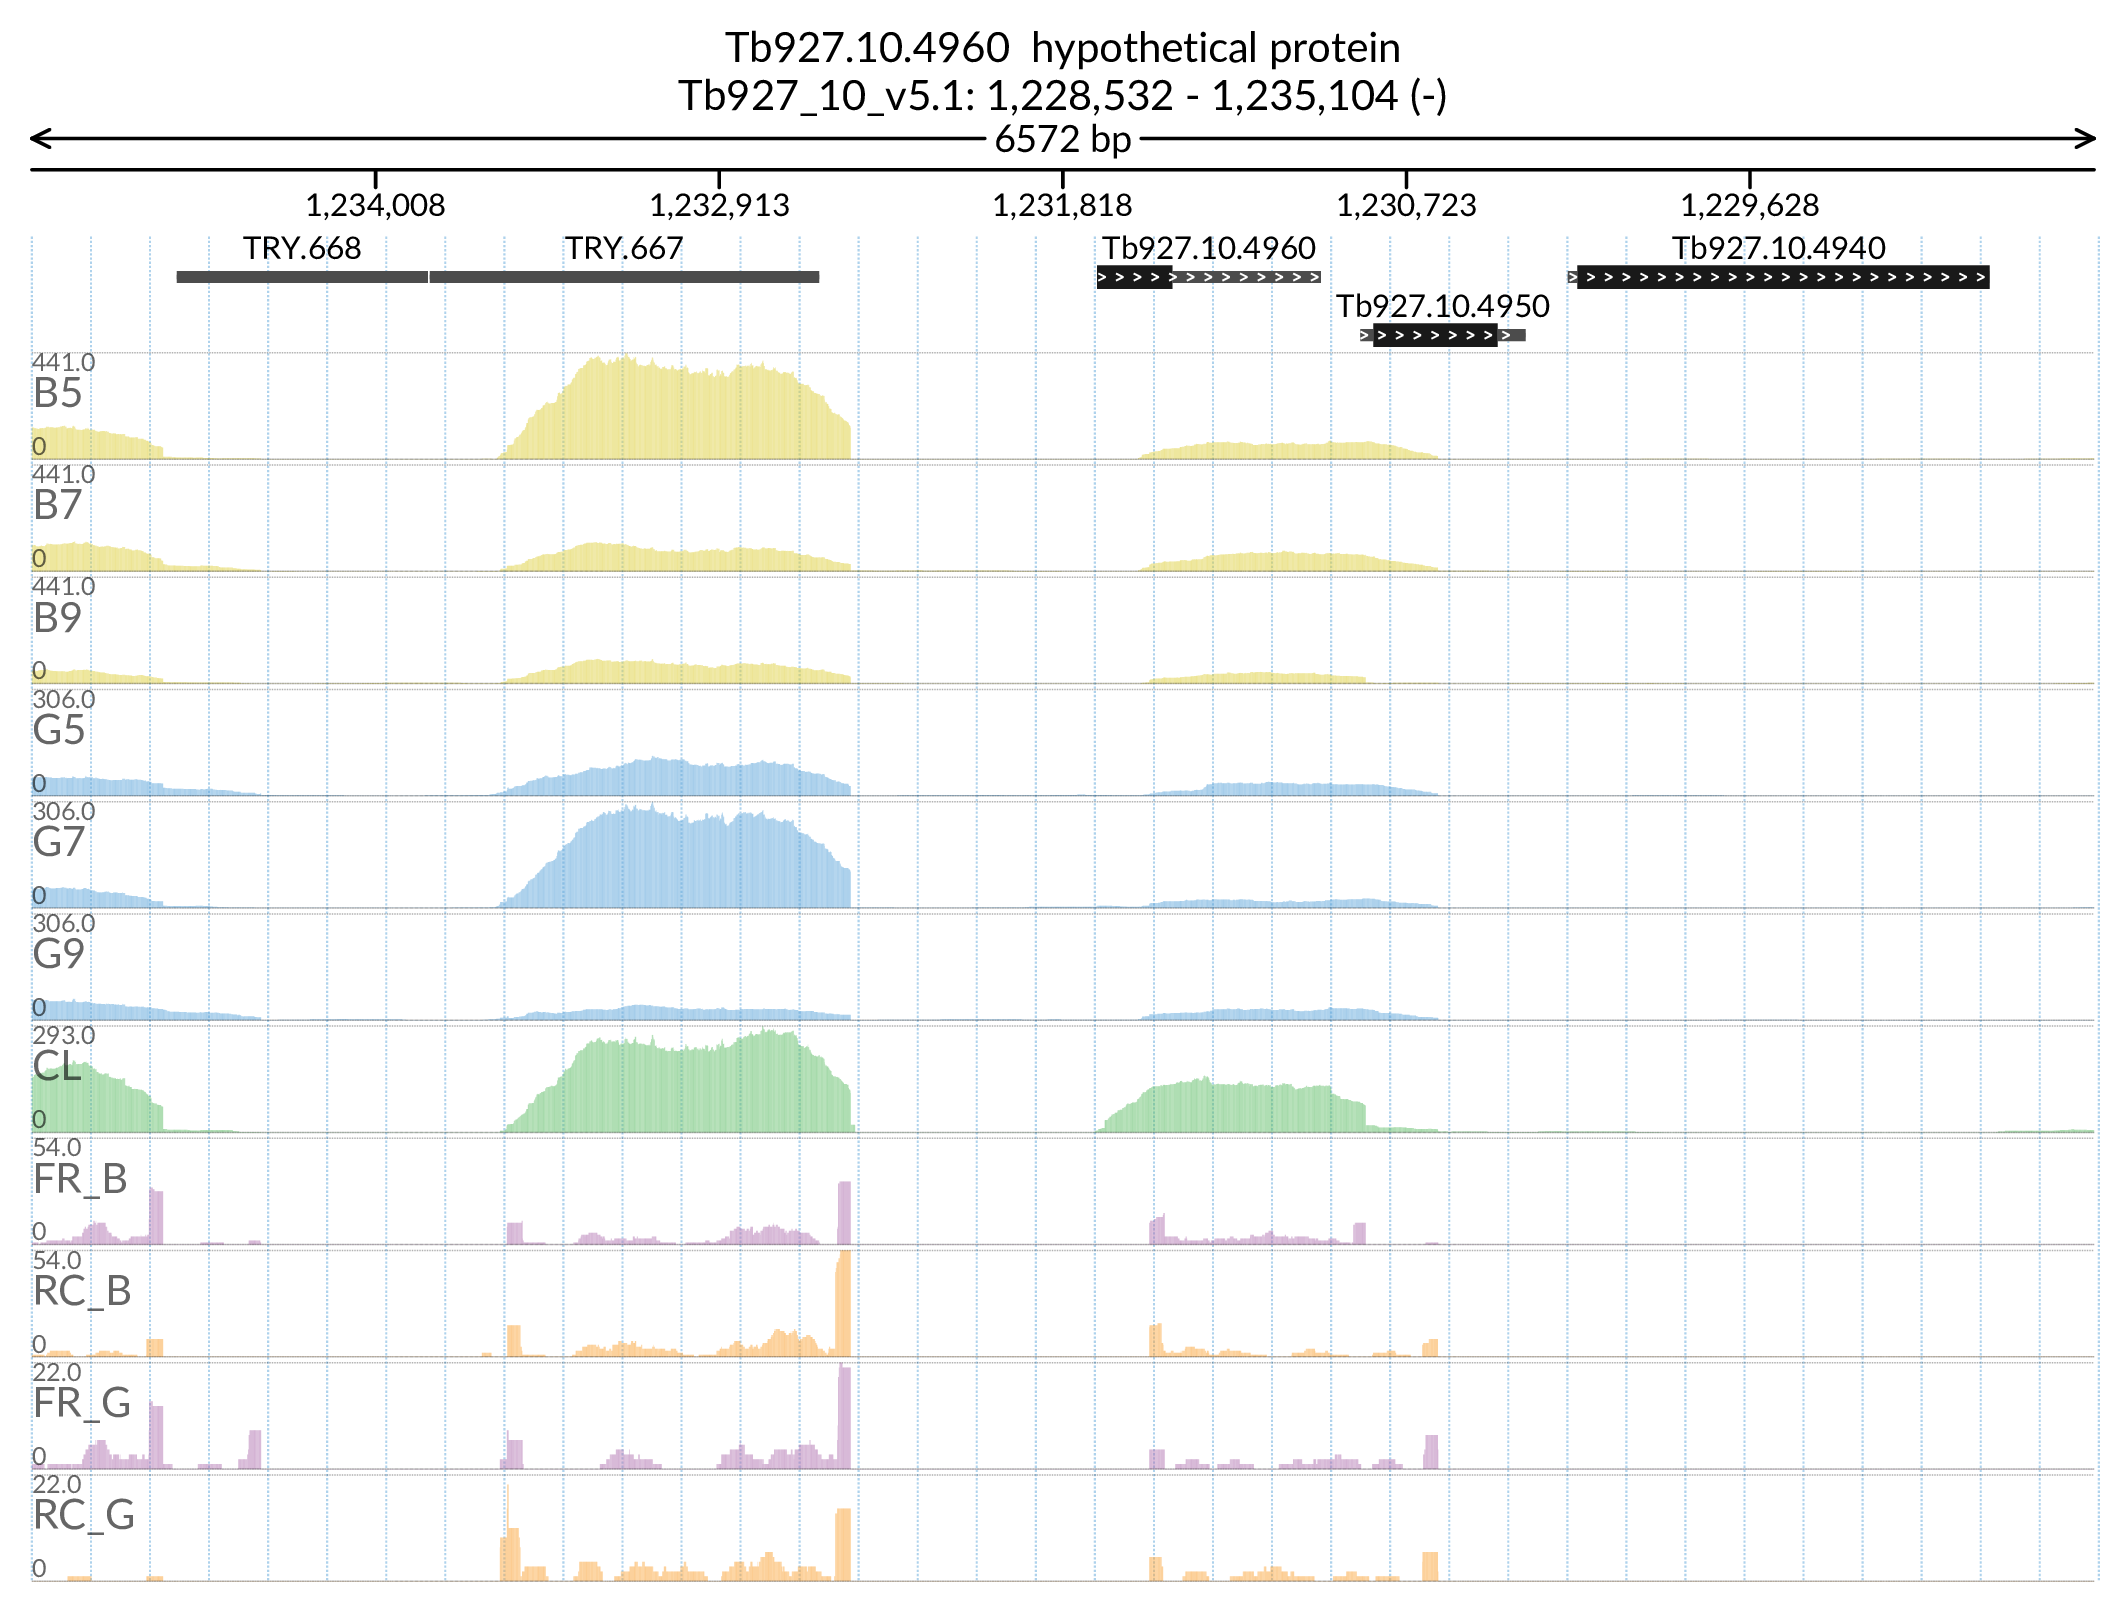 Tb927.10.4960 hypothetical protein
Tb927_10_v5.1: 1,228,532 - 1,235,104 (-)
6572 bp
1,234,008 1,232,913 1,231,818 1,230,723 1,229,628
TRY.668 TRY.667 Tb927.10.4960 Tb927.10.4940
Tb927.10.4950
441.0
B5
0
441.0
B7
0
441.0
B9
0
306.0
G5
0
306.0
G7
0
306.0
G9
0
293.0
CL
0
54.0
FR_B
0
54.0
RC_B
0
22.0
FR_G
0
22.0
RC_G
0